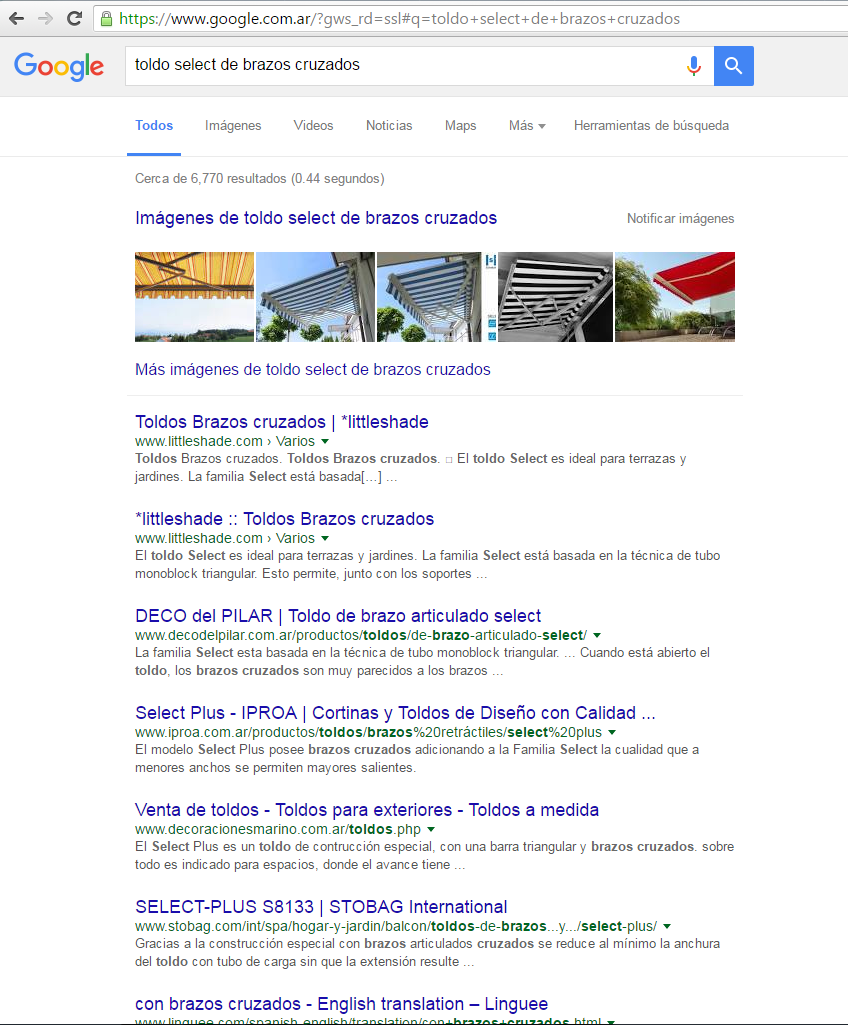 https://www.google.com.ar/?gws_rd=ssl#q=toldo+select+de+brazos+cruzados
Google
toldo select de brazos cruzados
Todos Imágenes Videos Noticias Maps Más Herramientas de búsqueda
Cerca de 6,770 resultados (0.44 segundos)
Imágenes de toldo select de brazos cruzados Notificar imágenes
Más imágenes de toldo select de brazos cruzados
Toldos Brazos cruzados | *littleshade
www.littleshade.com › Varios
Toldos Brazos cruzados. Toldos Brazos cruzados. □ El toldo Select es ideal para terrazas y
jardines. La familia Select está basada[...] ...
*littleshade :: Toldos Brazos cruzados
www.littleshade.com › Varios
El toldo Select es ideal para terrazas y jardines. La familia Select está basada en la técnica de tubo
monoblock triangular. Esto permite, junto con los soportes ...
DECO del PILAR | Toldo de brazo articulado select
www.decodelpilar.com.ar/productos/toldos/de-brazo-articulado-select/
La familia Select esta basada en la técnica de tubo monoblock triangular. ... Cuando está abierto el
toldo, los brazos cruzados son muy parecidos a los brazos ...
Select Plus - IPROA | Cortinas y Toldos de Diseño con Calidad ...
www.iproa.com.ar/productos/toldos/brazos%20retráctiles/select%20plus
El modelo Select Plus posee brazos cruzados adicionando a la Familia Select la cualidad que a
menores anchos se permiten mayores salientes.
Venta de toldos - Toldos para exteriores - Toldos a medida
www.decoracionesmarino.com.ar/toldos.php
El Select Plus es un toldo de contrucción especial, con una barra triangular y brazos cruzados. sobre
todo es indicado para espacios, donde el avance tiene ...
SELECT-PLUS S8133 | STOBAG International
www.stobag.com/int/spa/hogar-y-jardin/balcon/toldos-de-brazos...y.../select-plus/
Gracias a la construcción especial con brazos articulados cruzados se reduce al mínimo la anchura
del toldo con tubo de carga sin que la extensión resulte ...
con brazos cruzados - English translation – Linguee
www.linguee.com/spanish-english/translation/con+brazos+cruzados.html